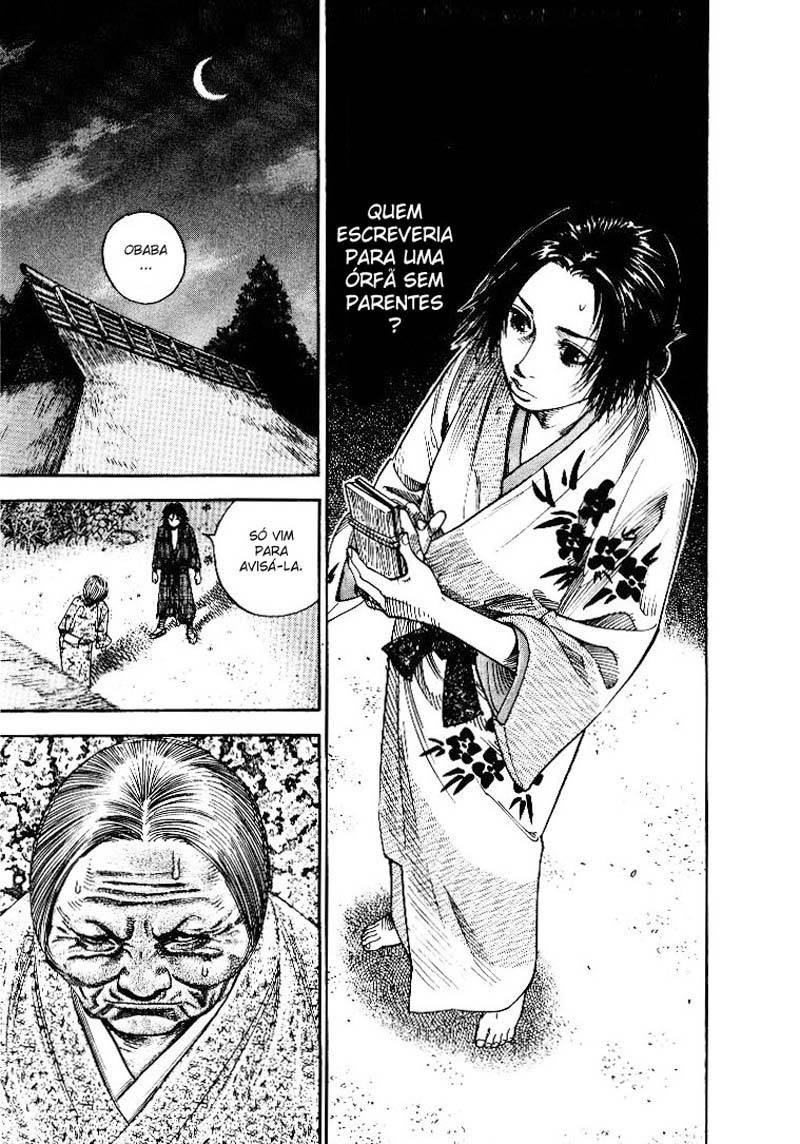 QUEM
ESCREVERIA
PARA UMA
ÓRFÃ SEM
PARENTES
?
OBABA
...
SÓ VIM
PARA
AVISÁ-LA.